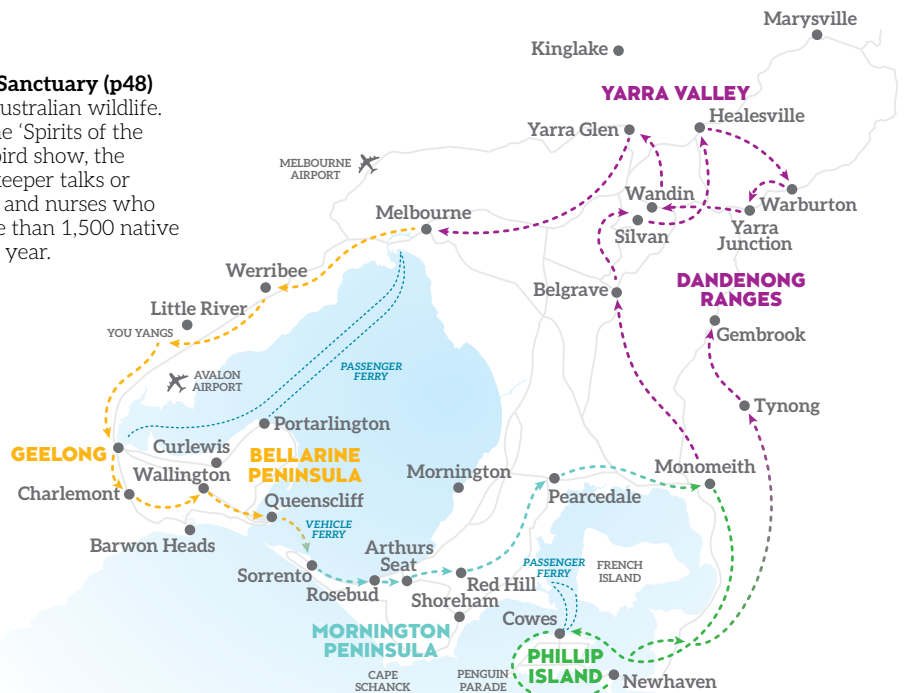 Marysville
Kinglake
Sanctuary (p48)
ustralian wildlife.
ne ‘Spirits of the
bird show, the
keeper talks or
and nurses who
e than 1,500 native
year.
YARRA VALLEY
Healesville
Yarra Glen
MELBOURNE
AIRPORT
Wandin
Warburton
Melbourne
Silvan
Yarra
Junction
Werribee
Belgrave
DANDENONG
RANGES
Little River
YOU YANGS
Gembrook
PASSENGER
FERRY
AVALON
AIRPORT
Tynong
Portarlington
GEELONG
Curlewis
BELLARINE
PENINSULA
Wallington
Mornington
Monomeith
Charlemont
Pearcedale
Queenscliff
VEHICLE
FERRY
Barwon Heads
Arthurs
Seat
PASSENGER
FERRY
FRENCH
ISLAND
Sorrento
Rosebud
Red Hill
Shoreham
Cowes
MORNINGTON
PENINSULA
PHILLIP
ISLAND
CAPE
SCHANCK
PENGUIN
PARADE
Newhaven